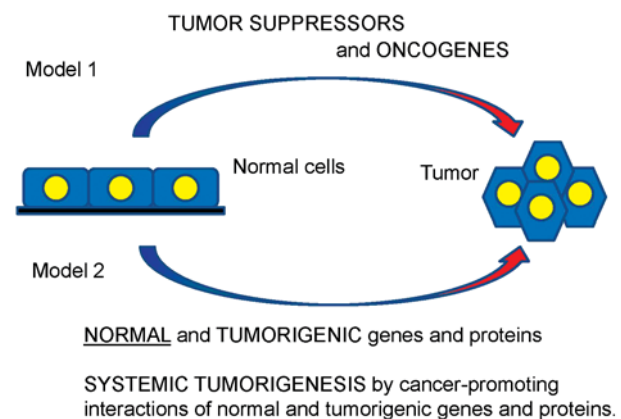 TUMOR SUPPRESSORS
and ONCOGENES
Model 1
Normal cells
Tumor
Model 2
NORMAL and TUMORIGENIC genes and proteins
SYSTEMIC TUMORIGENESIS by cancer-promoting
interactions of normal and tumorigenic genes and proteins.